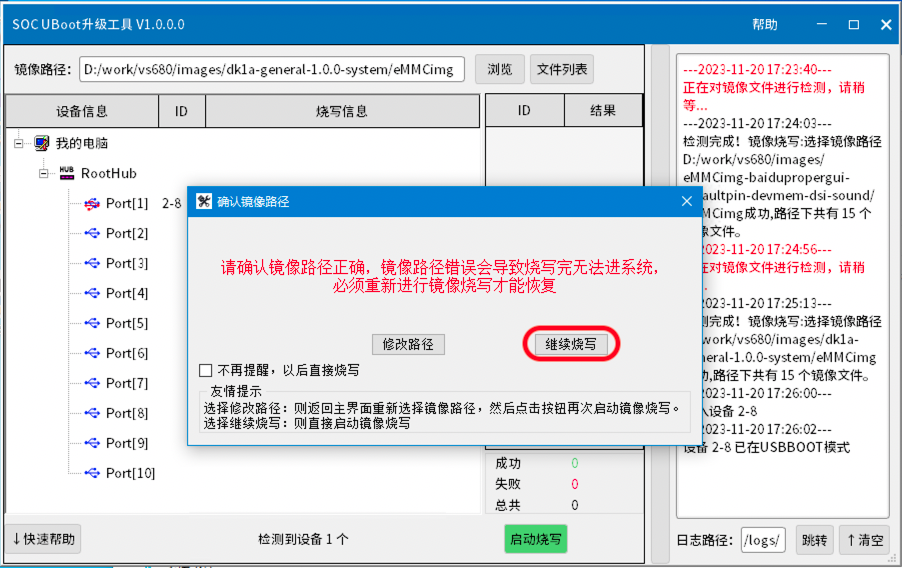 SOC UBoot升级工具 V1.0.0.0
帮助
镜像路径：
D:/work/vs680/images/dk1a-general-1.0.0-system/eMMCimg
浏览
文件列表
设备信息
ID
烧写信息
ID
结果
我的电脑
HUB
RootHub
Port[1] 2-8
Port[2]
Port[3]
Port[4]
Port[5]
Port[6]
Port[7]
Port[8]
Port[9]
Port[10]
确认镜像路径
请确认镜像路径正确，镜像路径错误会导致烧写完无法进系统，
必须重新进行镜像烧写才能恢复
修改路径
继续烧写
不再提醒，以后直接烧写
友情提示
选择修改路径：则返回主界面重新选择镜像路径，然后点击按钮再次启动镜像烧写。
选择继续烧写：则直接启动镜像烧写
成功 0
失败 0
总共 0
↓快速帮助
检测到设备 1 个
启动烧写
---2023-11-20 17:23:40---
正在对镜像文件进行检测，请稍
等...
---2023-11-20 17:24:03---
检测完成！镜像烧写:选择镜像路径
D:/work/vs680/images/
eMMCimg-baidupropergui-
aultpin-devmem-dsi-sound/
MCimg成功,路径下共有 15 个
像文件。
2023-11-20 17:24:56---
在对镜像文件进行检测，请稍
..
2023-11-20 17:25:13---
测完成！镜像烧写:选择镜像路径
work/vs680/images/dk1a-
neral-1.0.0-system/eMMCimg
功,路径下共有 15 个镜像文件。
2023-11-20 17:26:00---
入设备 2-8
2023-11-20 17:26:02---
设备 2-8 已在USBBOOT模式
日志路径：
/logs/
跳转
↑清空